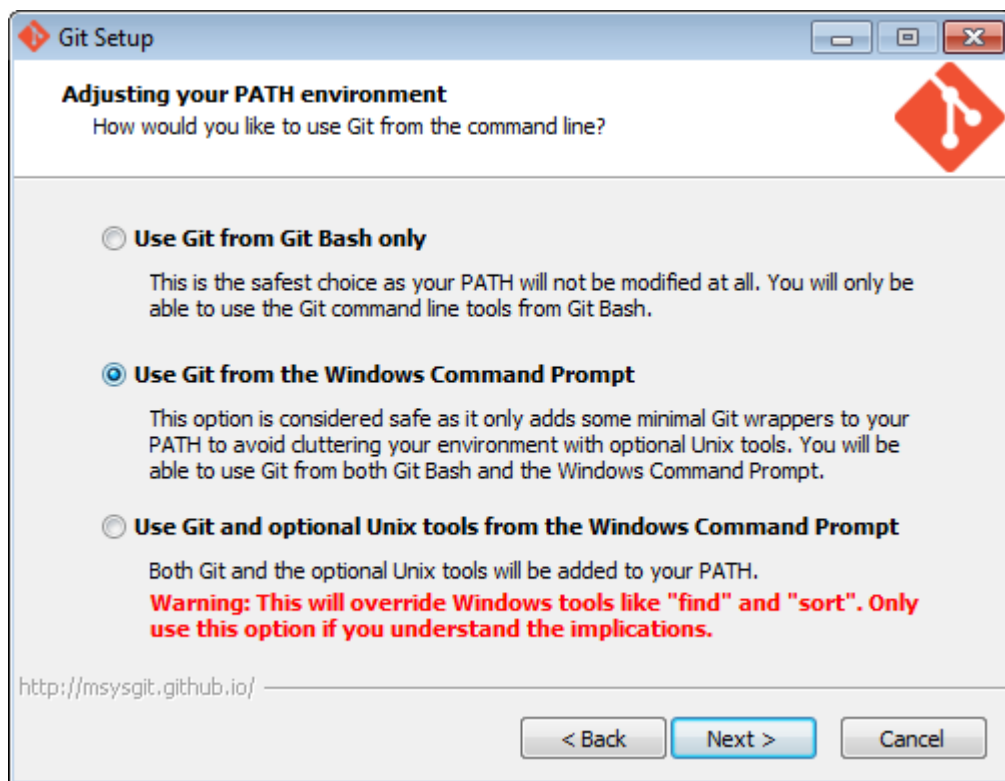 Git Setup
Adjusting your PATH environment
How would you like to use Git from the command line?
Use Git from Git Bash only
This is the safest choice as your PATH will not be modified at all. You will only be
able to use the Git command line tools from Git Bash.
Use Git from the Windows Command Prompt
This option is considered safe as it only adds some minimal Git wrappers to your
PATH to avoid cluttering your environment with optional Unix tools. You will be
able to use Git from both Git Bash and the Windows Command Prompt.
Use Git and optional Unix tools from the Windows Command Prompt
Both Git and the optional Unix tools will be added to your PATH.
Warning: This will override Windows tools like "find" and "sort". Only
use this option if you understand the implications.
http://msysgit.github.io/
< Back Next > Cancel